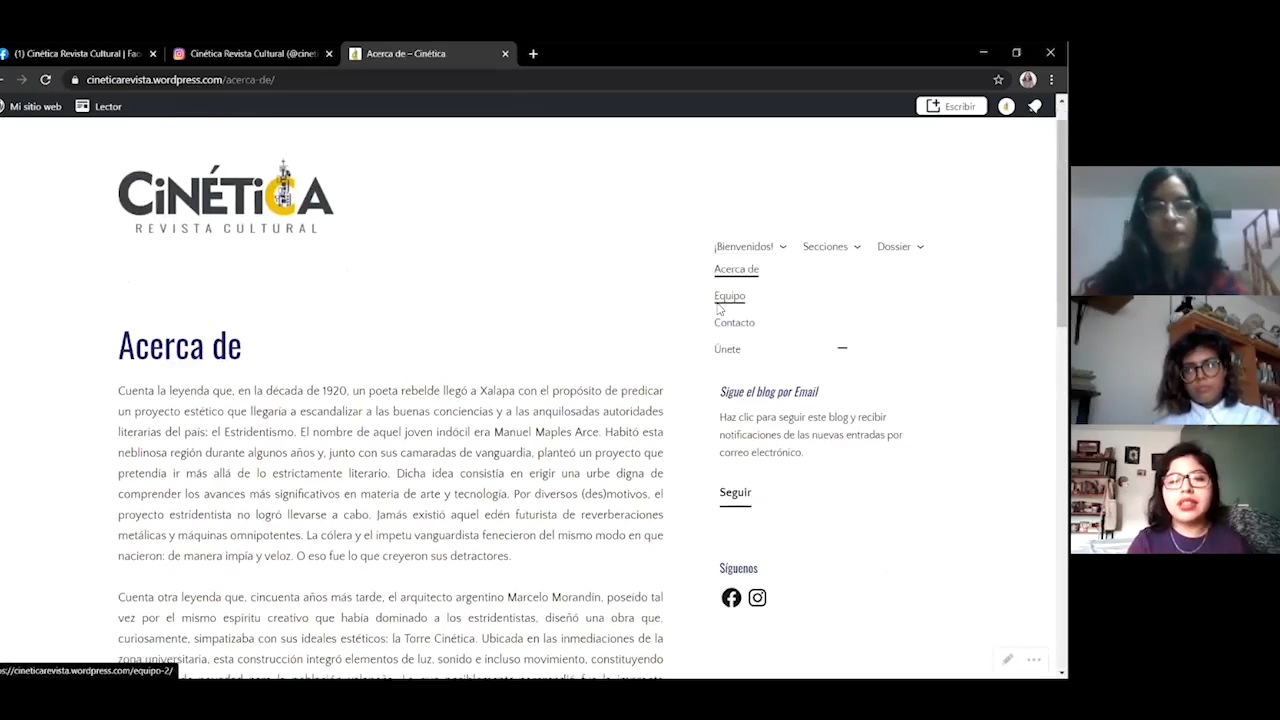 (1) Cinética Revista Cultural | Fac
Cinética Revista Cultural (@cinet
Acerca de – Cinética
cineticarevista.wordpress.com/acerca-de/
Mi sitio web
Lector
Escribir
CiNÉTiCA
REVISTA CULTURAL
¡Bienvenidos!
Secciones
Dossier
Acerca de
Equipo
Contacto
Únete
Acerca de
Cuenta la leyenda que, en la década de 1920, un poeta rebelde llegó a Xalapa con el propósito de predicar
un proyecto estético que llegaría a escandalizar a las buenas conciencias y a las anquilosadas autoridades
literarias del país: el Estridentismo. El nombre de aquel joven indócil era Manuel Maples Arce. Habitó esta
neblinosa región durante algunos años y, junto con sus camaradas de vanguardia, planteó un proyecto que
pretendía ir más allá de lo estrictamente literario. Dicha idea consistía en erigir una urbe digna de
comprender los avances más significativos en materia de arte y tecnología. Por diversos (des)motivos, el
proyecto estridentista no logró llevarse a cabo. Jamás existió aquel edén futurista de reverberaciones
metálicas y máquinas omnipotentes. La cólera y el ímpetu vanguardista fenecieron del mismo modo en que
nacieron: de manera impía y veloz. O eso fue lo que creyeron sus detractores.
Cuenta otra leyenda que, cincuenta años más tarde, el arquitecto argentino Marcelo Morandín, poseído tal
vez por el mismo espíritu creativo que había dominado a los estridentistas, diseñó una obra que,
curiosamente, simpatizaba con sus ideales estéticos: la Torre Cinética. Ubicada en las inmediaciones de la
zona universitaria, esta construcción integró elementos de luz, sonido e incluso movimiento, constituyendo
Sigue el blog por Email
Haz clic para seguir este blog y recibir
notificaciones de las nuevas entradas por
correo electrónico.
Seguir
Síguenos
s://cineticarevista.wordpress.com/equipo-2/